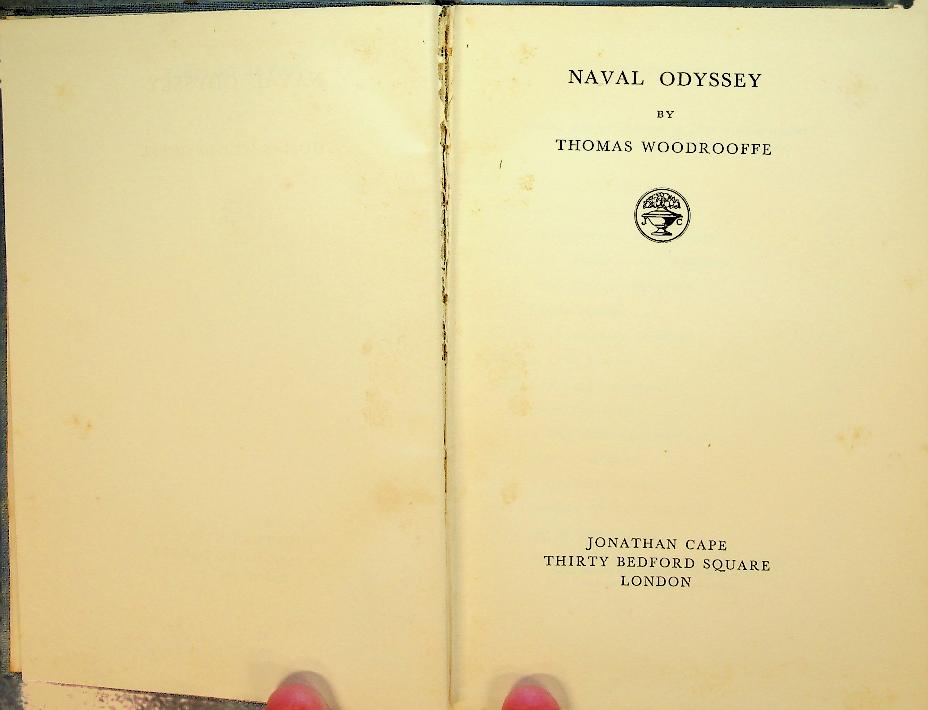 NAVAL ODYSSEY
BY
THOMAS WOODROOFFE
J C
JONATHAN CAPE
THIRTY BEDFORD SQUARE
LONDON